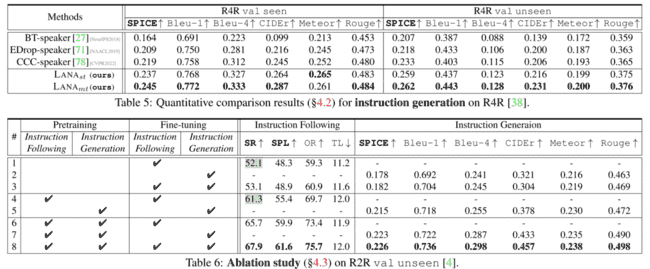 Methods | R4R val seen | R4R val unseen
SPICE↑ Bleu-1↑ Bleu-4↑ CIDEr↑ Meteor↑ Rouge↑ | SPICE↑ Bleu-1↑ Bleu-4↑ CIDEr↑ Meteor↑ Rouge↑
BT-speaker [27] [NeurIPS2018] | 0.164 0.691 0.223 0.099 0.213 0.453 | 0.207 0.387 0.088 0.139 0.172 0.359
EDrop-speaker [71] [NAACL2019] | 0.209 0.750 0.281 0.216 0.245 0.473 | 0.218 0.433 0.106 0.200 0.187 0.363
CCC-speaker [78] [CVPR2022] | 0.219 0.758 0.312 0.245 0.252 0.480 | 0.233 0.403 0.115 0.206 0.193 0.365
LANAst (ours) | 0.237 0.768 0.327 0.264 0.265 0.483 | 0.259 0.427 0.123 0.216 0.199 0.375
LANAmt (ours) | 0.245 0.772 0.333 0.287 0.261 0.484 | 0.262 0.443 0.128 0.231 0.200 0.376
Table 5: Quantitative comparison results (§4.2) for instruction generation on R4R [38].
# | Pretraining | Fine-tuning | Instruction Following | Instruction Generaion
Instruction Following | Instruction Generation | Instruction Following | Instruction Generation | SR↑ SPL↑ OR↑ TL↓ | SPICE↑ Bleu-1↑ Bleu-4↑ CIDEr↑ Meteor↑ Rouge↑
1 | ✔ | 52.1 48.3 59.3 11.2 | - - - - - -
2 | ✔ | - - - - | 0.178 0.692 0.241 0.321 0.216 0.463
3 | ✔ ✔ | 53.1 48.9 60.9 11.6 | 0.182 0.704 0.245 0.304 0.219 0.469
4 | ✔ ✔ | 61.3 55.4 69.7 12.0 | - - - - - -
5 | ✔ ✔ | - - - - | 0.215 0.718 0.255 0.378 0.230 0.472
6 | ✔ ✔ ✔ | 65.7 59.9 73.4 11.9 | - - - - - -
7 | ✔ ✔ ✔ | - - - - | 0.223 0.722 0.287 0.433 0.235 0.490
8 | ✔ ✔ ✔ ✔ | 67.9 61.6 75.7 12.0 | 0.226 0.736 0.298 0.457 0.238 0.498
Table 6: Ablation study (§4.3) on R2R val unseen [4].